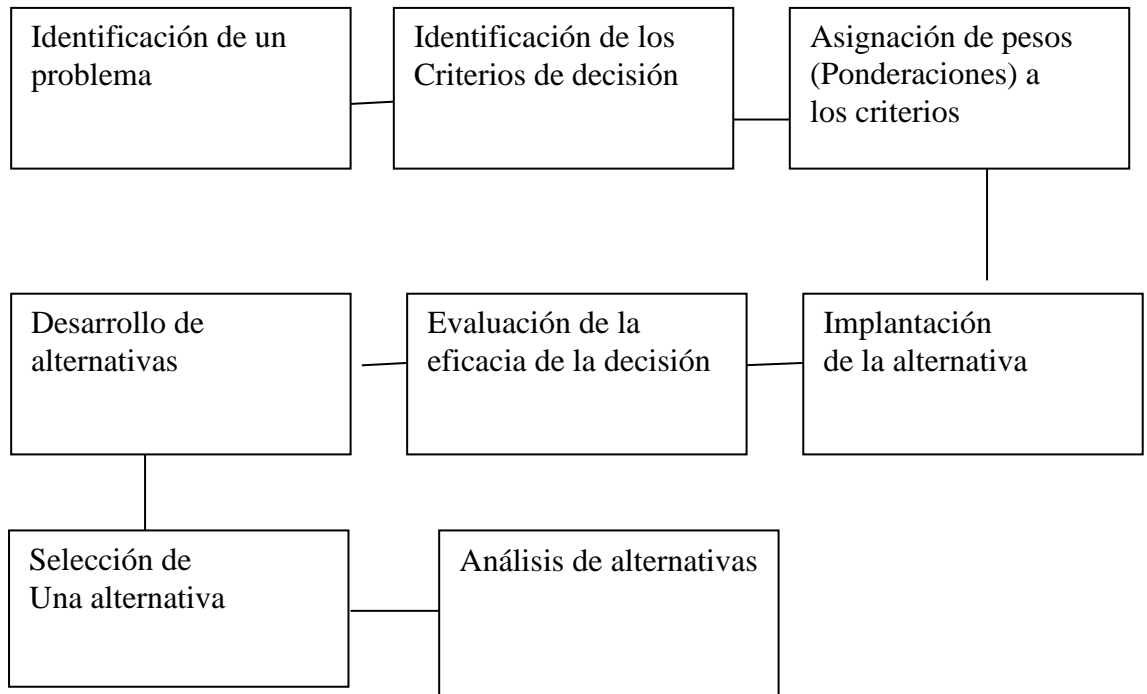 Identificación de un
problema
Identificación de los
Criterios de decisión
Asignación de pesos
(Ponderaciones) a
los criterios
Desarrollo de
alternativas
Evaluación de la
eficacia de la decisión
Implantación
de la alternativa
Selección de
Una alternativa
Análisis de alternativas